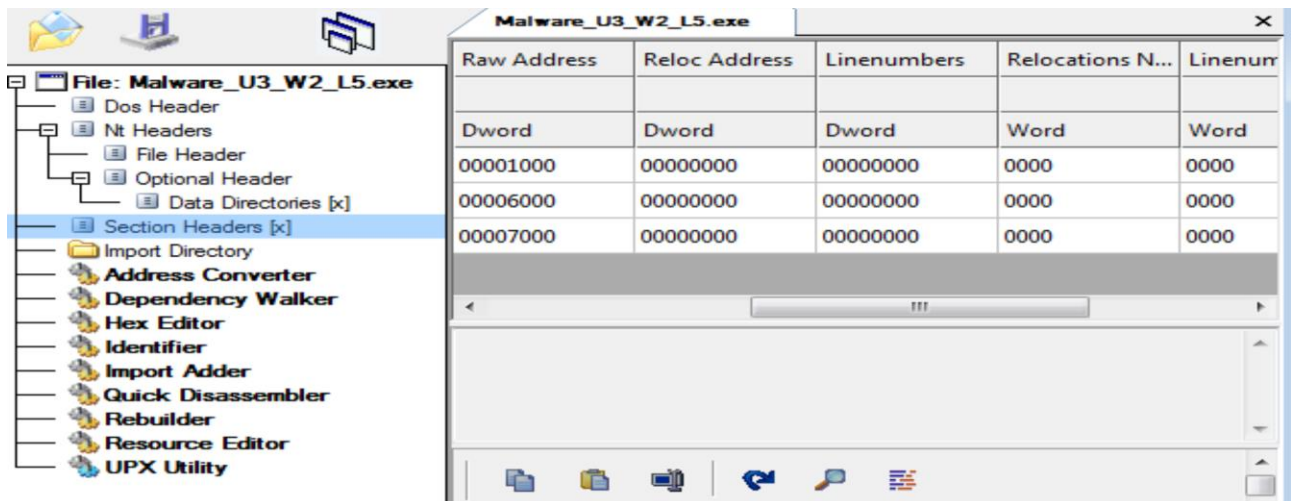 Malware_U3_W2_L5.exe
File: Malware_U3_W2_L5.exe
Dos Header
Nt Headers
File Header
Optional Header
Data Directories [x]
Section Headers [x]
Import Directory
Address Converter
Dependency Walker
Hex Editor
Identifier
Import Adder
Quick Disassembler
Rebuilder
Resource Editor
UPX Utility
Raw Address Reloc Address Linenumbers Relocations N... Linenum
Dword Dword Dword Word Word
00001000 00000000 00000000 0000 0000
00006000 00000000 00000000 0000 0000
00007000 00000000 00000000 0000 0000